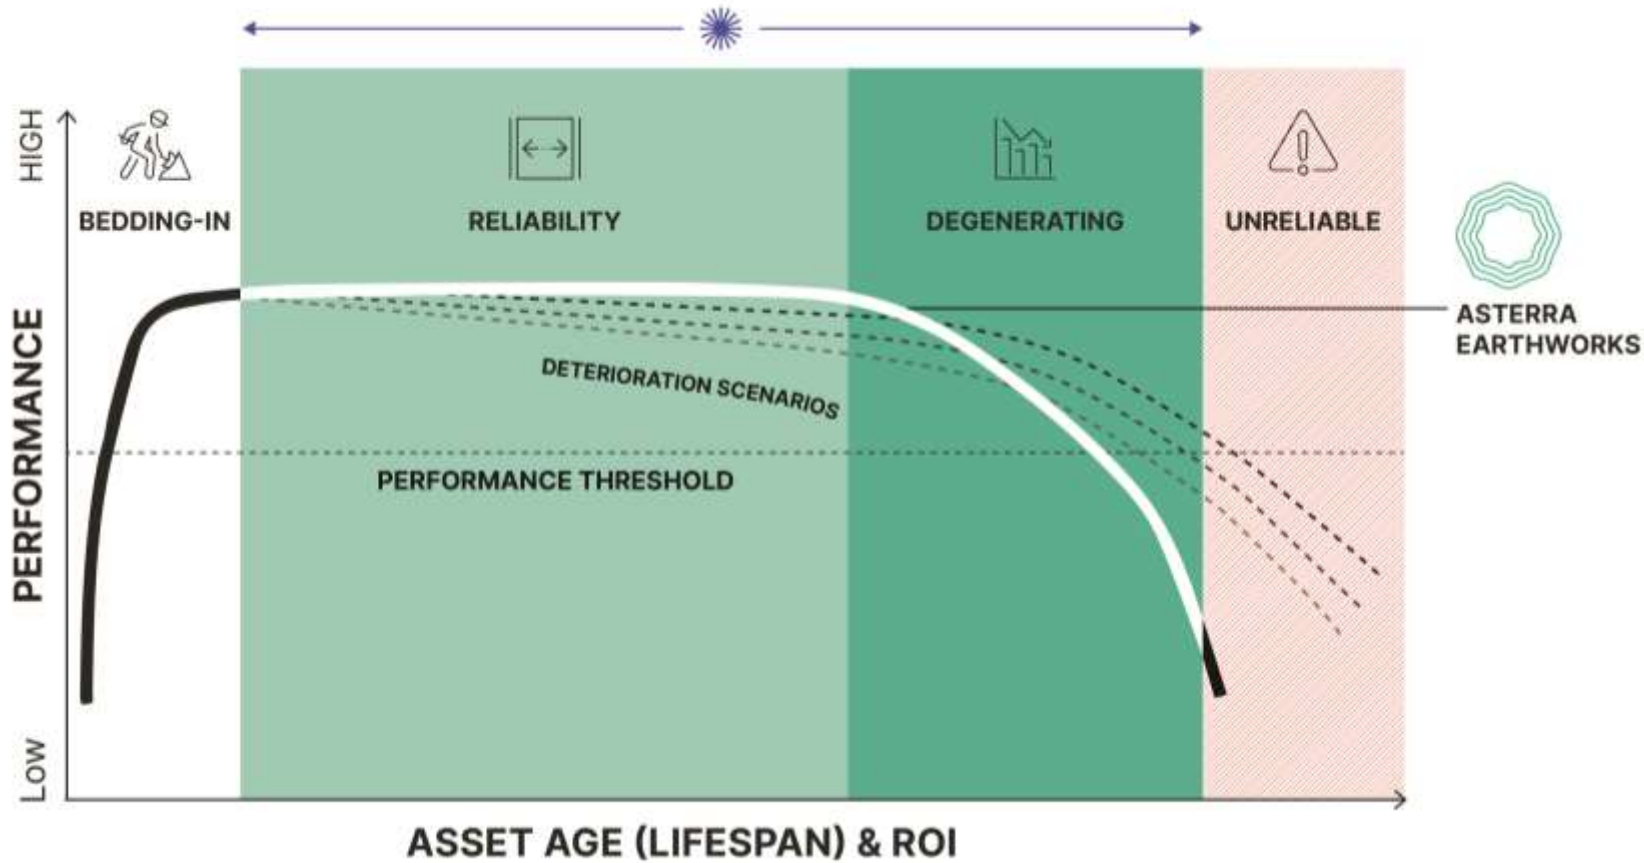 HIGH
BEDDING-IN
RELIABILITY
DEGENERATING
UNRELIABLE
ASTERRA
EARTHWORKS
DETERIORATION SCENARIOS
PERFORMANCE THRESHOLD
PERFORMANCE
LOW
ASSET AGE (LIFESPAN) & ROI